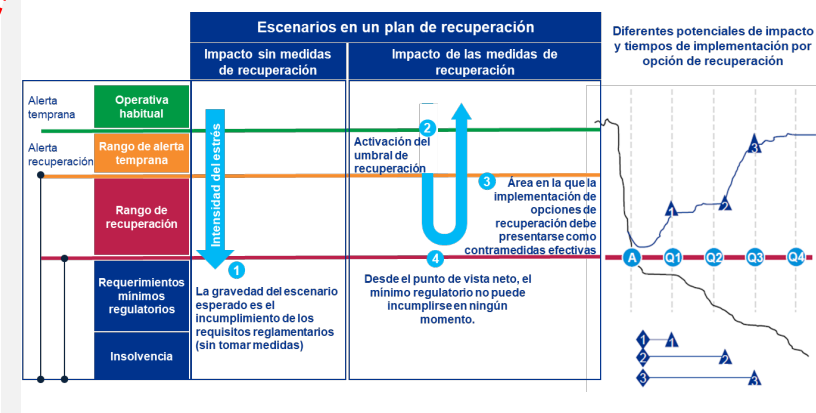 Escenarios en un plan de recuperación
Impacto sin medidas
de recuperación
Impacto de las medidas de
recuperación
Diferentes potenciales de impacto
y tiempos de implementación por
opción de recuperación
Alerta
temprana
Operativa
habitual
Alerta
recuperación
Rango de alerta
temprana
Rango de
recuperación
Requerimientos
mínimos
regulatorios
Insolvencia
Intensidad del estrés
1
La gravedad del escenario
esperado es el
incumplimiento de los
requisitos reglamentarios
(sin tomar medidas)
2
Activación del
umbral de
recuperación
3
Área en la que la
implementación de
opciones de
recuperación debe
presentarse como
contramedidas efectivas
4
Desde el punto de vista neto, el
mínimo regulatorio no puede
incumplirse en ningún
momento.
1
2
3
A Q1 Q2 Q3 Q4
1 1
2 2
3 3